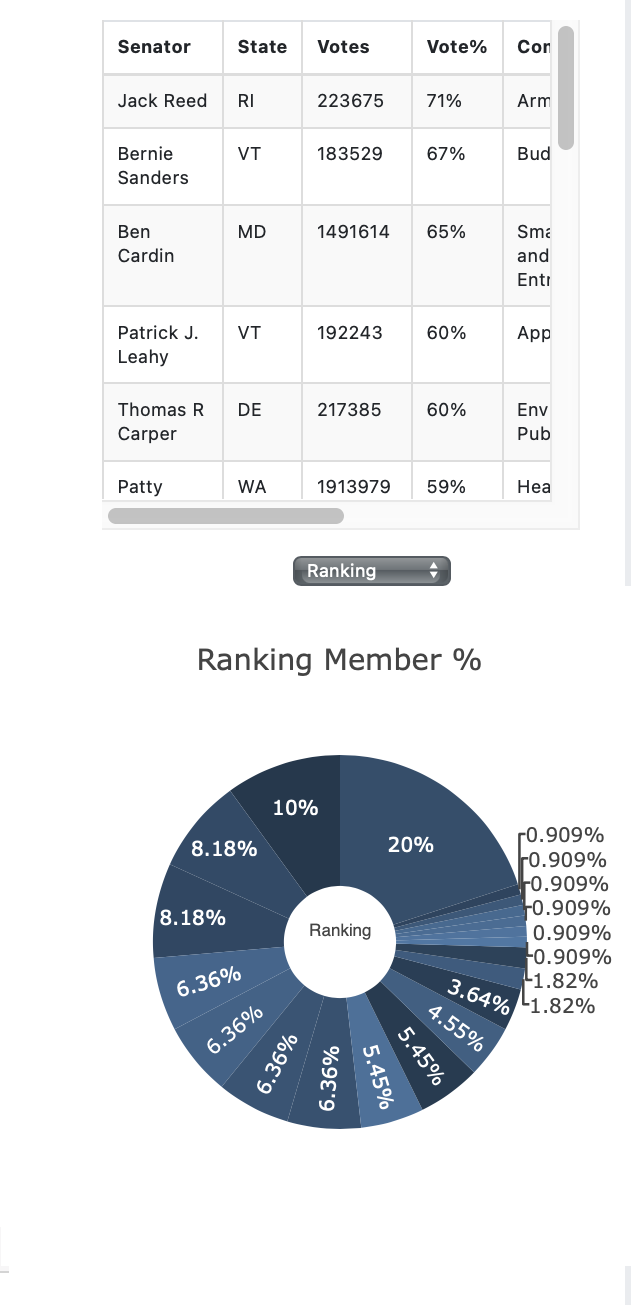 Senator State Votes Vote% Con
Jack Reed RI 223675 71% Arm
Bernie VT 183529 67% Bud
Sanders
Ben MD 1491614 65% Sma
Cardin and
Entr
Patrick J. VT 192243 60% App
Leahy
Thomas R DE 217385 60% Env
Carper Pub
Patty WA 1913979 59% Hea
Ranking
Ranking Member %
10%
20%
8.18%
8.18%
6.36%
6.36%
6.36%
6.36%
5.45%
5.45%
4.55%
3.64%
0.909%
0.909%
0.909%
0.909%
0.909%
0.909%
1.82%
1.82%
Ranking